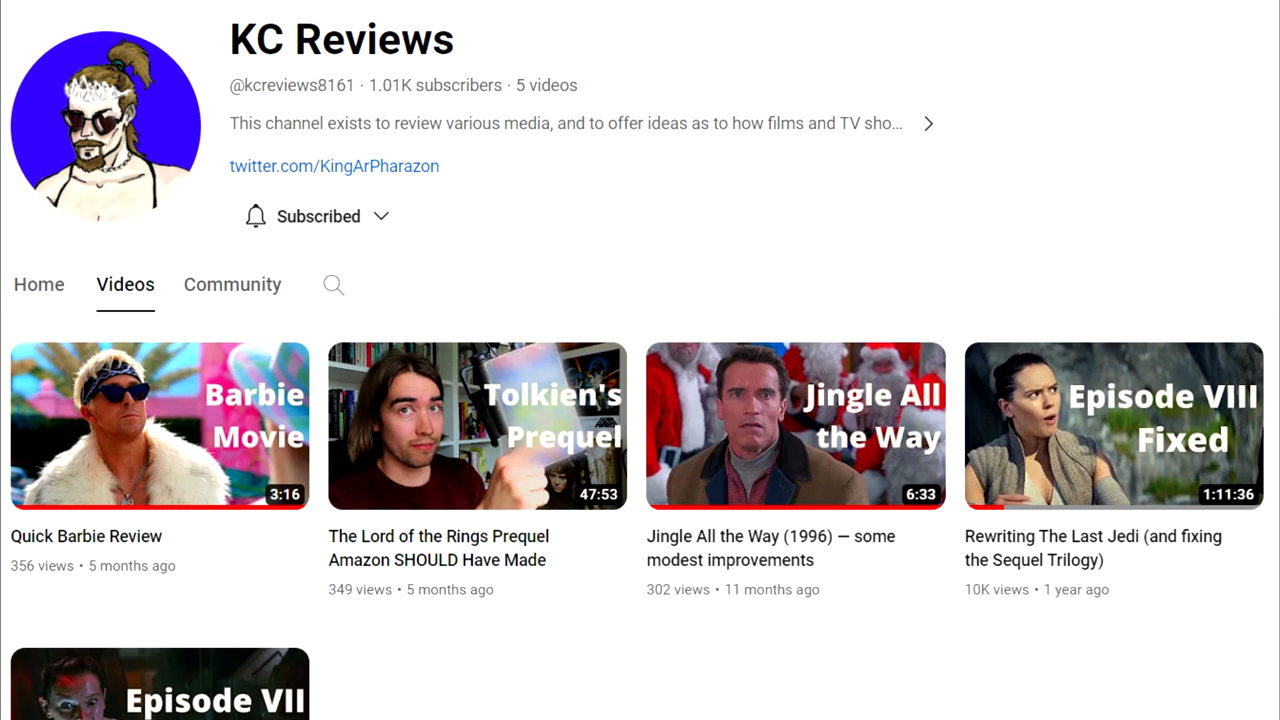 KC Reviews
@kcreviews8161 · 1.01K subscribers · 5 videos
This channel exists to review various media, and to offer ideas as to how films and TV sho...
twitter.com/KingArPharazon
Subscribed
Home Videos Community
Barbie
Movie
3:16
Tolkien's
Prequel
47:53
Jingle All
the Way
6:33
Episode VIII
Fixed
1:11:36
Quick Barbie Review
356 views • 5 months ago
The Lord of the Rings Prequel
Amazon SHOULD Have Made
349 views • 5 months ago
Jingle All the Way (1996) — some
modest improvements
302 views • 11 months ago
Rewriting The Last Jedi (and fixing
the Sequel Trilogy)
10K views • 1 year ago
Episode VII